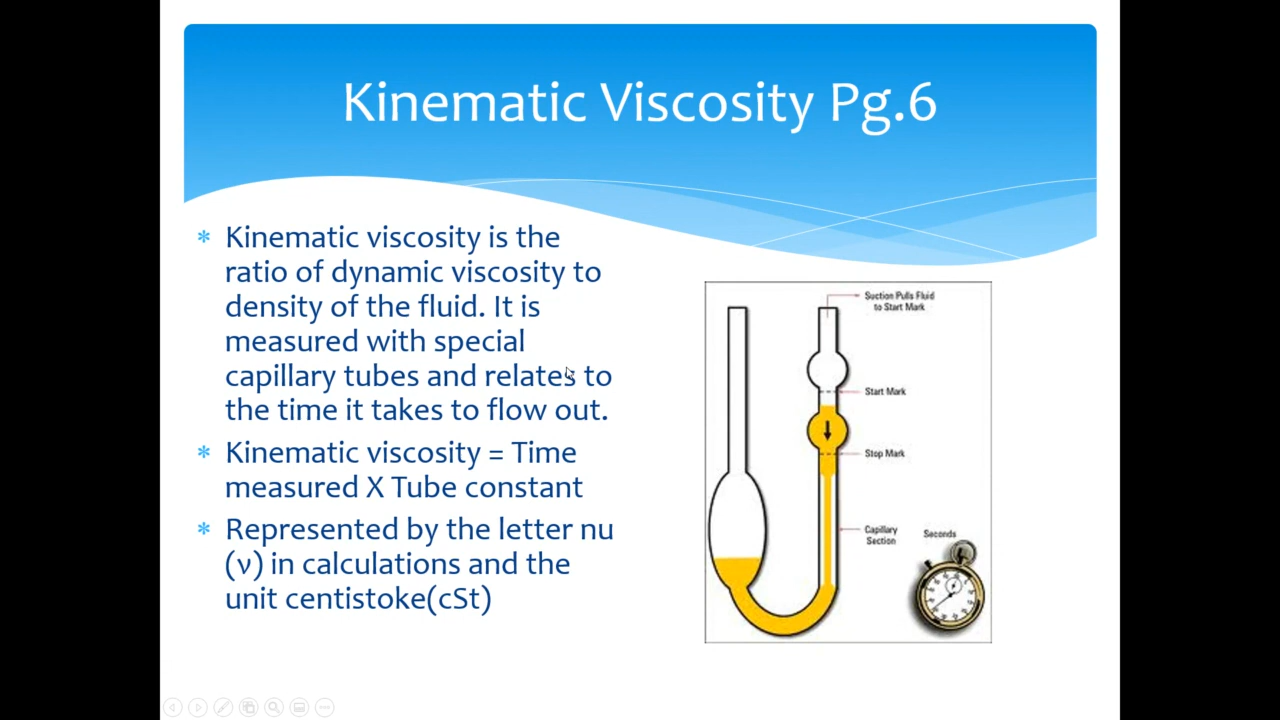 Kinematic Viscosity Pg.6
* Kinematic viscosity is the
ratio of dynamic viscosity to
density of the fluid. It is
measured with special
capillary tubes and relates to
the time it takes to flow out.
* Kinematic viscosity = Time
measured X Tube constant
* Represented by the letter nu
(ν) in calculations and the
unit centistoke(cSt)
Suction Pulls Fluid
to Start Mark
Start Mark
Stop Mark
Capillary
Section
Seconds